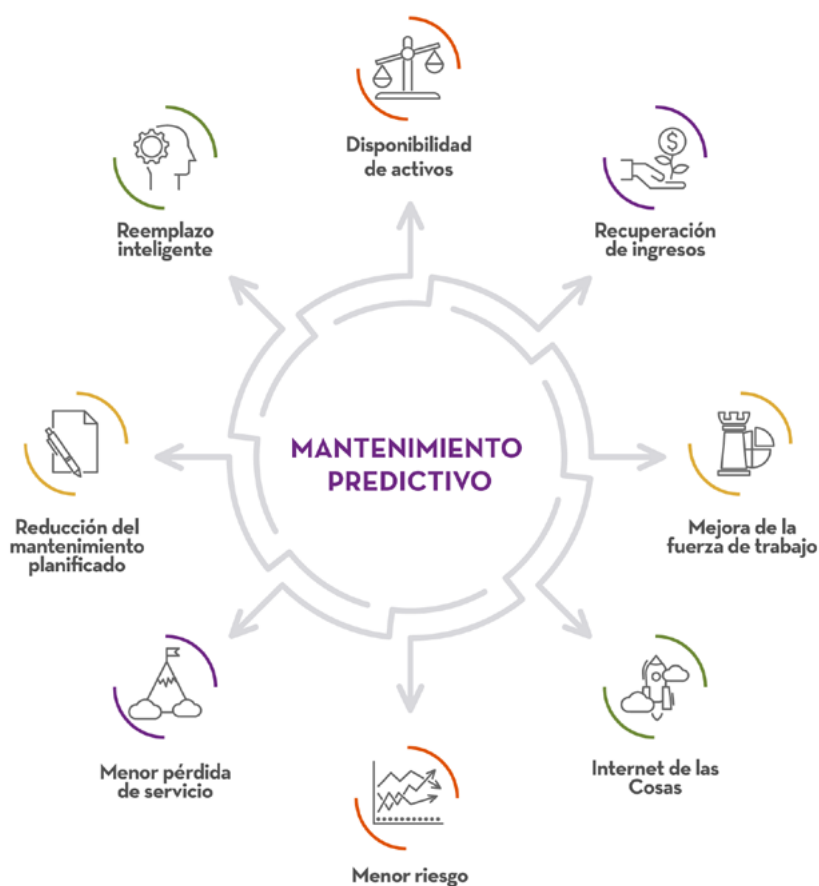 Disponibilidad
de activos
Recuperación
de ingresos
Mejora de la
fuerza de trabajo
Internet de las
Cosas
Menor riesgo
Menor pérdida
de servicio
Reducción del
mantenimiento
planificado
Reemplazo
inteligente
MANTENIMIENTO
PREDICTIVO
$